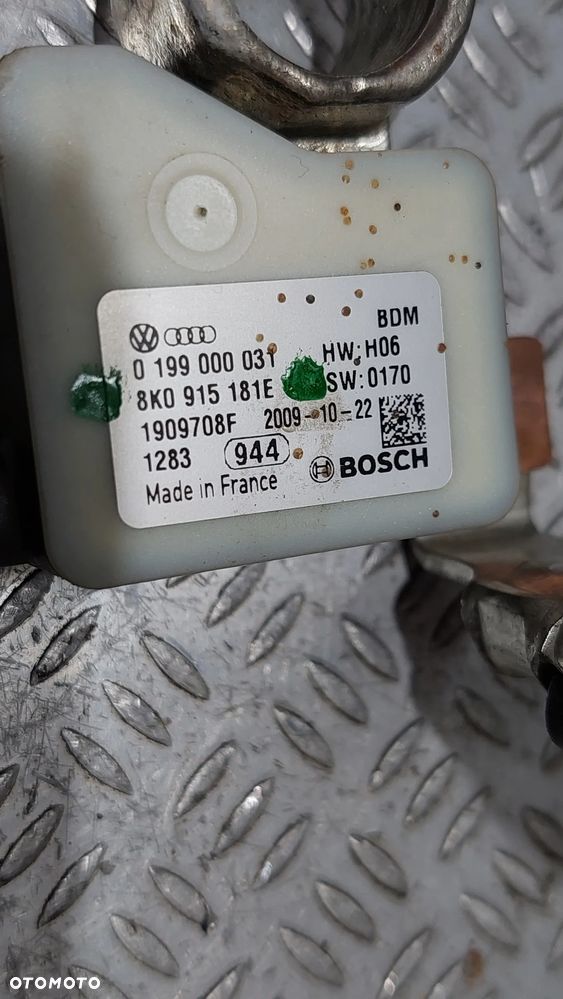 BDM
0 199 000 031 HW: H06
8K0 915 181E SW: 0170
1909708F 2009-10-22
1283 944 BOSCH
Made in France
OTOMOTO